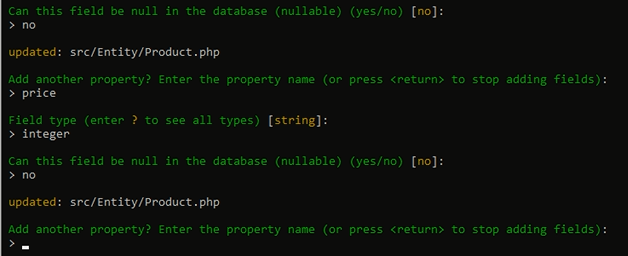 Can this field be null in the database (nullable) (yes/no) [no]:
> no
updated: src/Entity/Product.php
Add another property? Enter the property name (or press <return> to stop adding fields):
> price
Field type (enter ? to see all types) [string]:
> integer
Can this field be null in the database (nullable) (yes/no) [no]:
> no
updated: src/Entity/Product.php
Add another property? Enter the property name (or press <return> to stop adding fields):
>